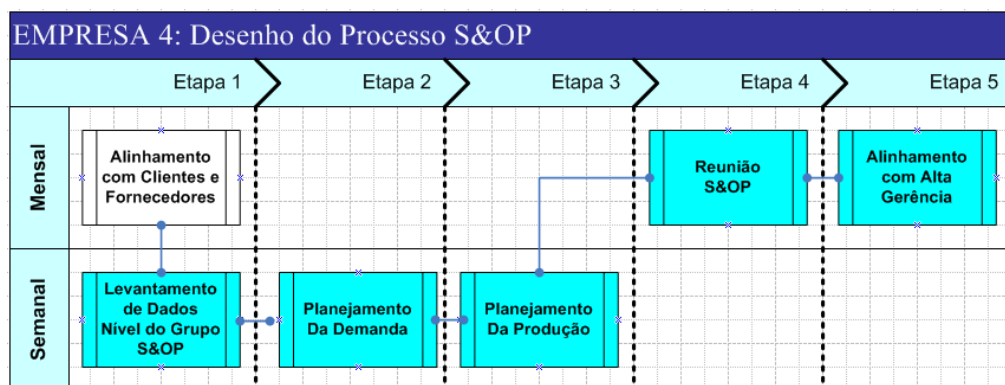 EMPRESA 4: Desenho do Processo S&OP
Etapa 1
Etapa 2
Etapa 3
Etapa 4
Etapa 5
Mensal
Alinhamento
com Clientes e
Fornecedores
Reunião
S&OP
Alinhamento
com Alta
Gerência
Semanal
Levantamento
de Dados
Nível do Grupo
S&OP
Planejamento
Da Demanda
Planejamento
Da Produção